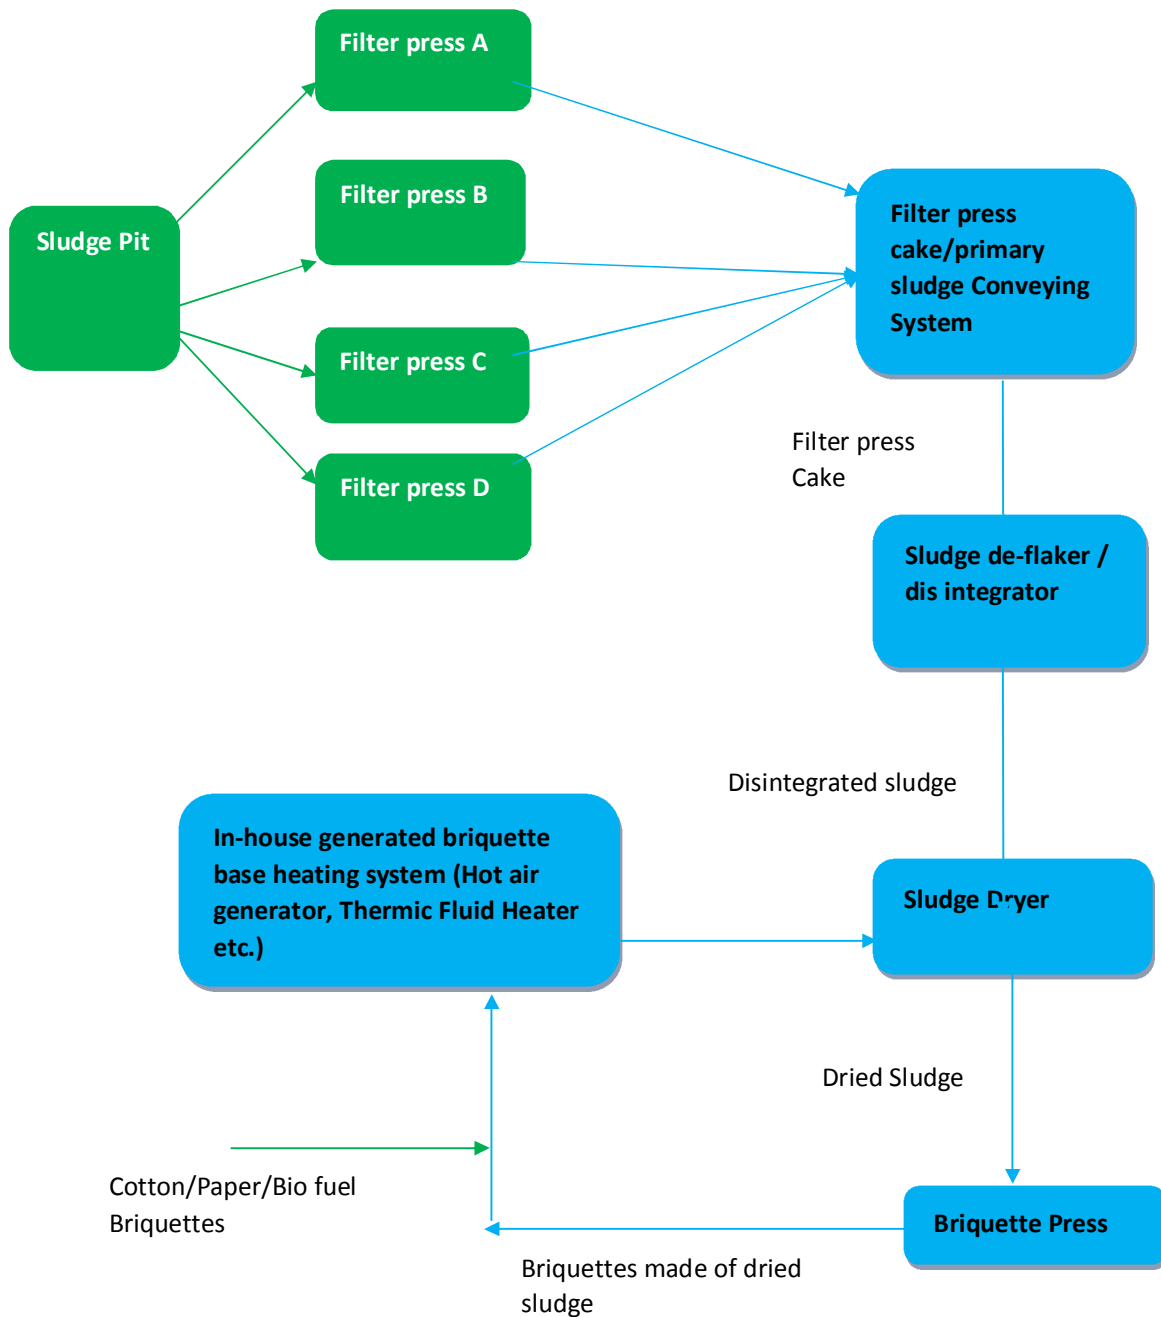 Filter press A
Filter press B
Sludge Pit
Filter press
cake/primary
sludge Conveying
System
Filter press C
Filter press D
Filter press
Cake
Sludge de-flaker /
dis integrator
Disintegrated sludge
In-house generated briquette
base heating system (Hot air
generator, Thermic Fluid Heater
etc.)
Sludge Dryer
Dried Sludge
Cotton/Paper/Bio fuel
Briquettes
Briquette Press
Briquettes made of dried
sludge